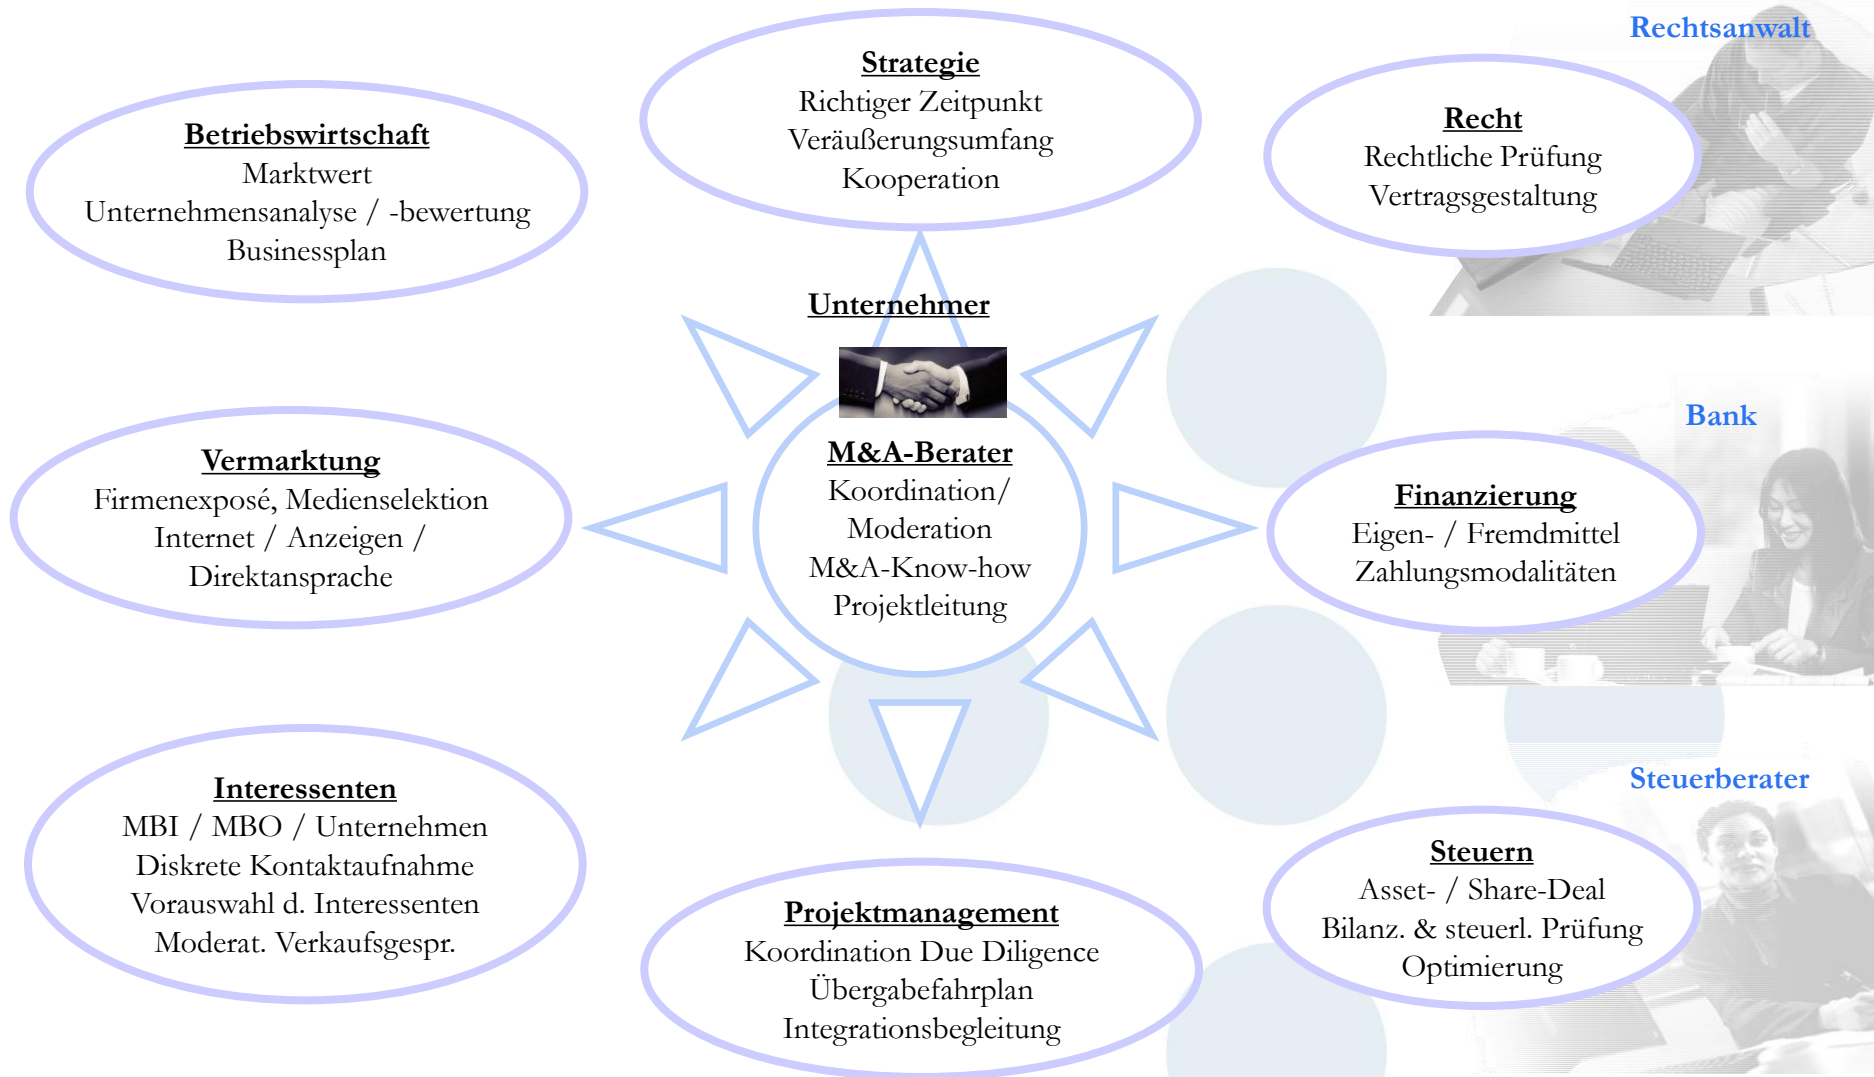 Betriebswirtschaft
Marktwert
Unternehmensanalyse / -bewertung
Businessplan
Strategie
Richtiger Zeitpunkt
Veräußerungsumfang
Kooperation
Rechtsanwalt
Recht
Rechtliche Prüfung
Vertragsgestaltung
Unternehmer
Vermarktung
Firmenexposé, Medienselektion
Internet / Anzeigen /
Direktansprache
M&A-Berater
Koordination/
Moderation
M&A-Know-how
Projektleitung
Bank
Finanzierung
Eigen- / Fremdmittel
Zahlungsmodalitäten
Interessenten
MBI / MBO / Unternehmen
Diskrete Kontaktaufnahme
Vorauswahl d. Interessenten
Moderat. Verkaufsgespr.
Projektmanagement
Koordination Due Diligence
Übergabefahrplan
Integrationsbegleitung
Steuerberater
Steuern
Asset- / Share-Deal
Bilanz. & steuerl. Prüfung
Optimierung